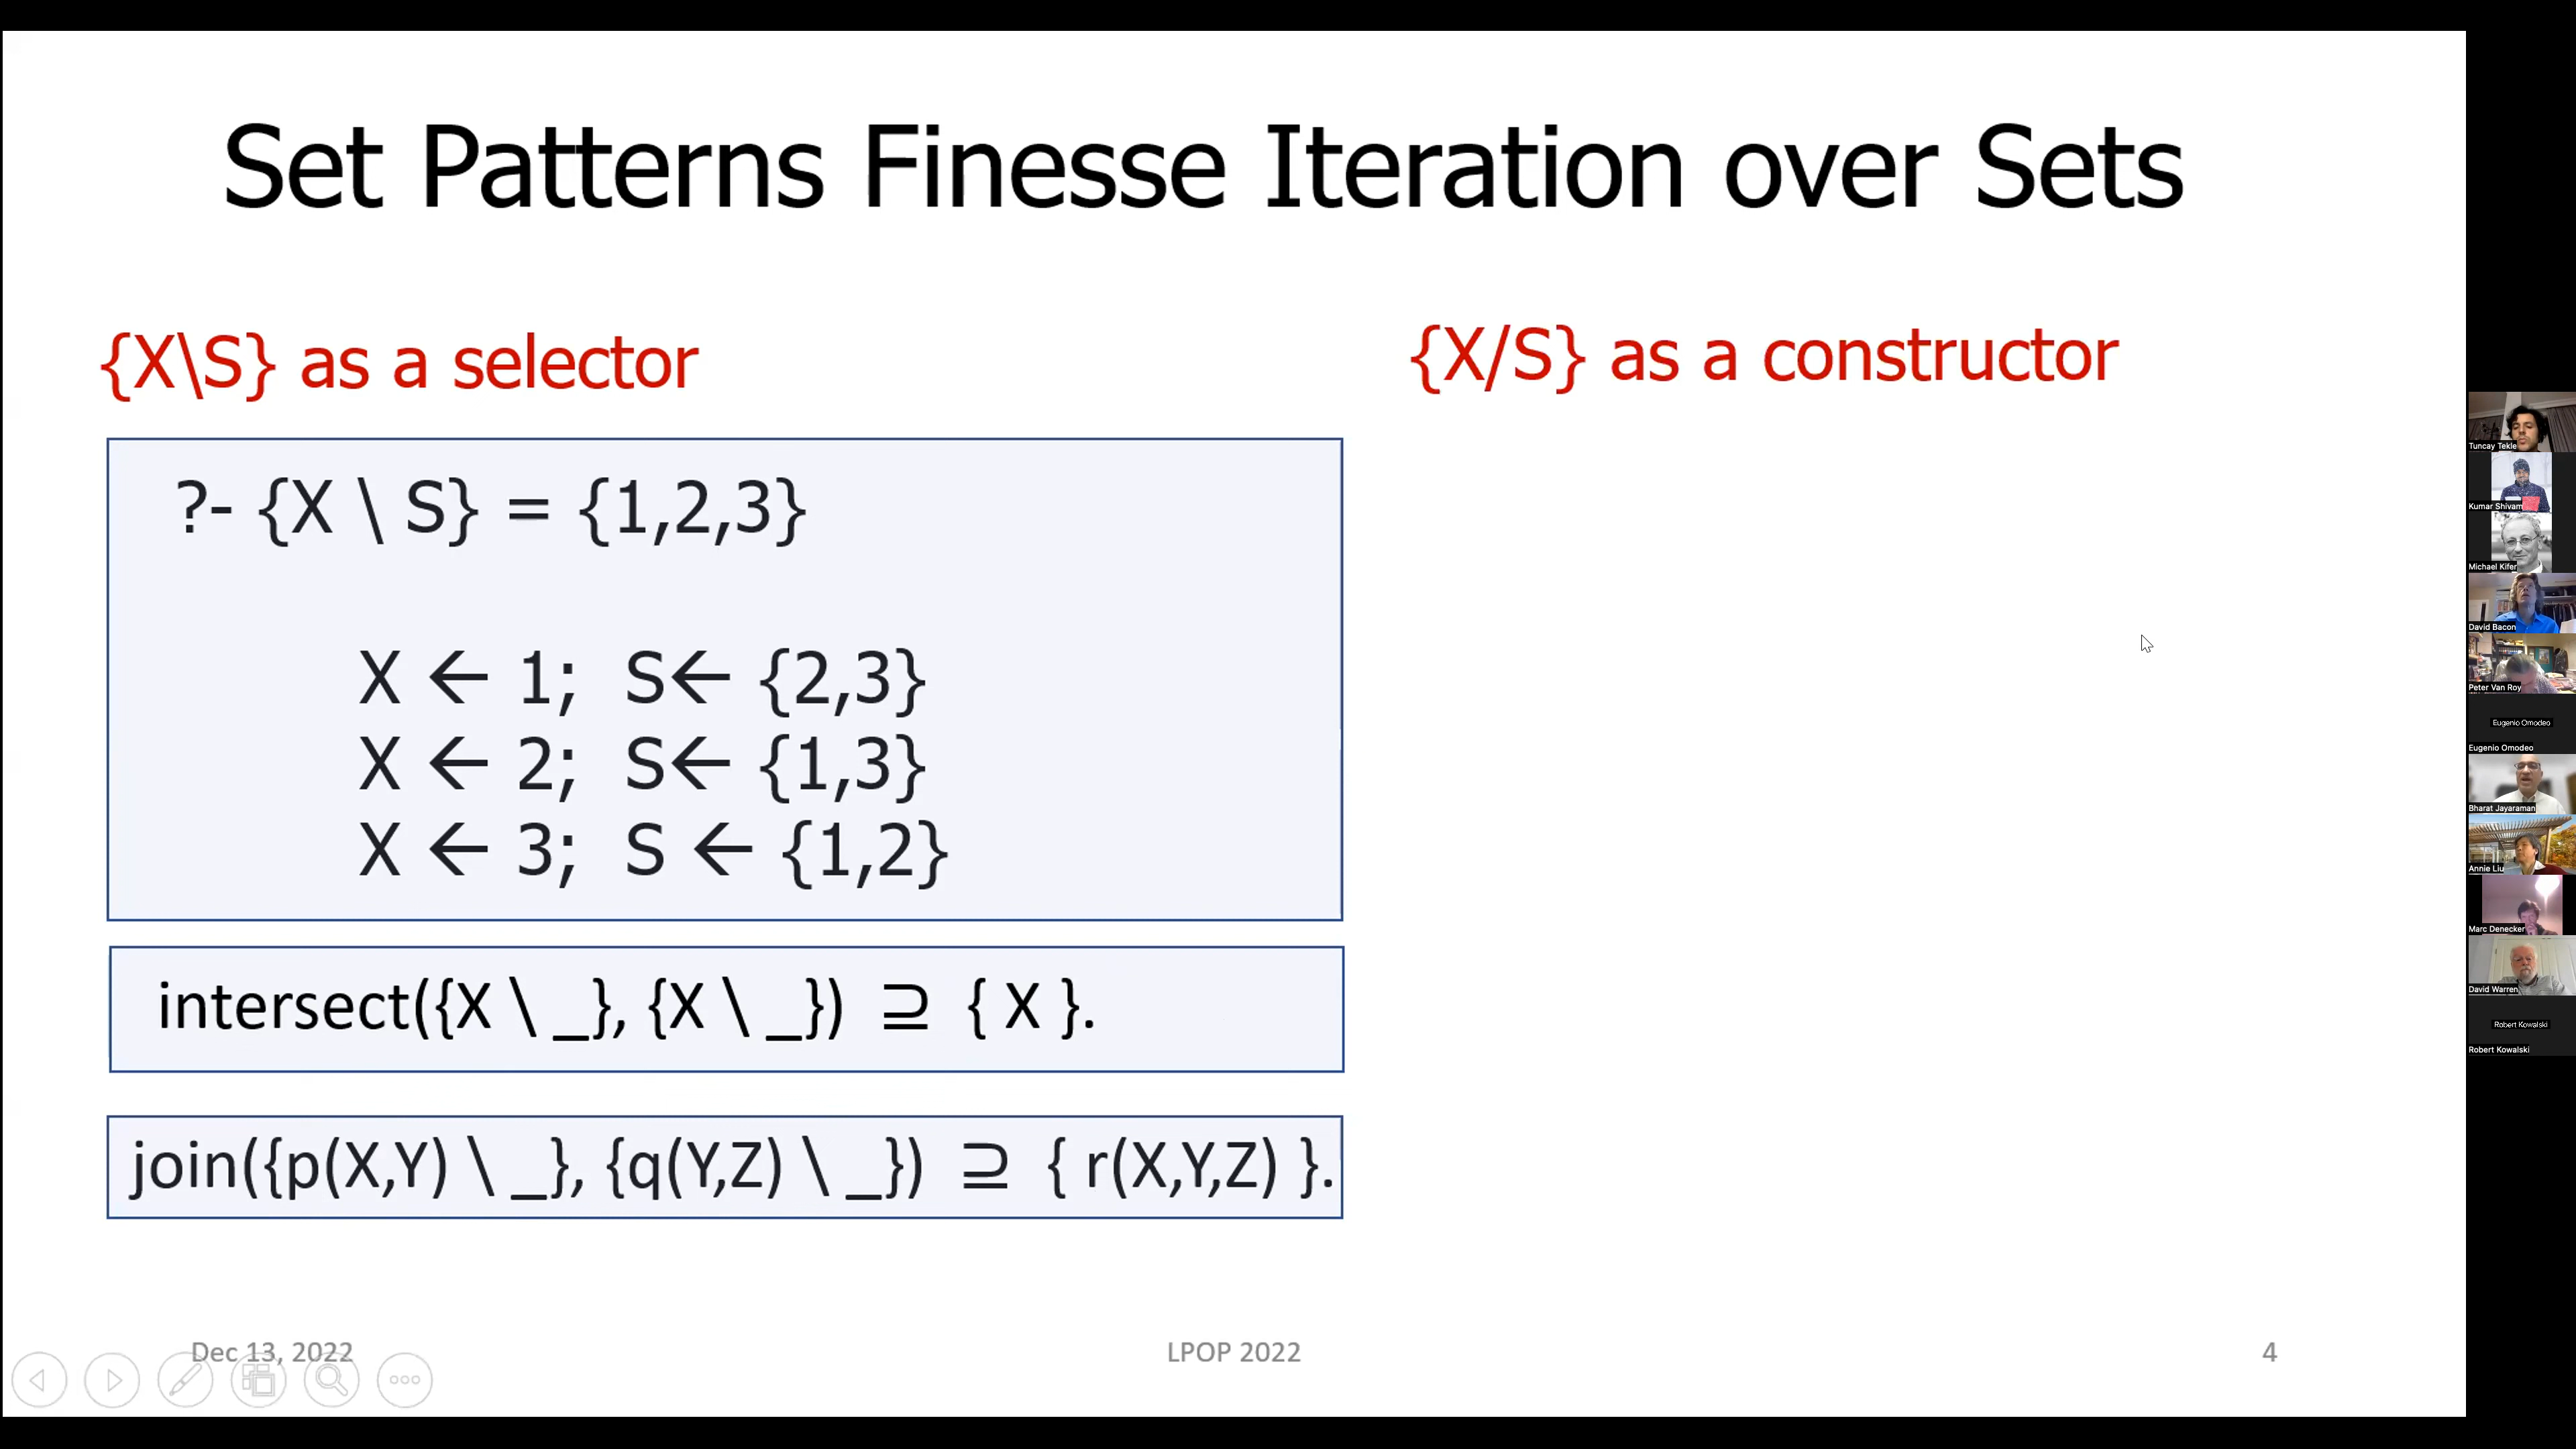 Set Patterns Finesse Iteration over Sets
{X\S} as a selector
{X/S} as a constructor
?- {X \ S} = {1,2,3}
X ← 1; S← {2,3}
X ← 2; S← {1,3}
X ← 3; S ← {1,2}
intersect({X \ _}, {X \ _}) ⊇ { X }.
join({p(X,Y) \ _}, {q(Y,Z) \ _}) ⊇ { r(X,Y,Z) }.
Dec 13, 2022
LPOP 2022
4
Tuncay Tekle
Kumar Shivam
Michael Kifer
David Bacon
Peter Van Roy
Eugenio Omodeo
Eugenio Omodeo
Bharat Jayaraman
Annie Liu
Marc Denecker
David Warren
Robert Kowalski
Robert Kowalski